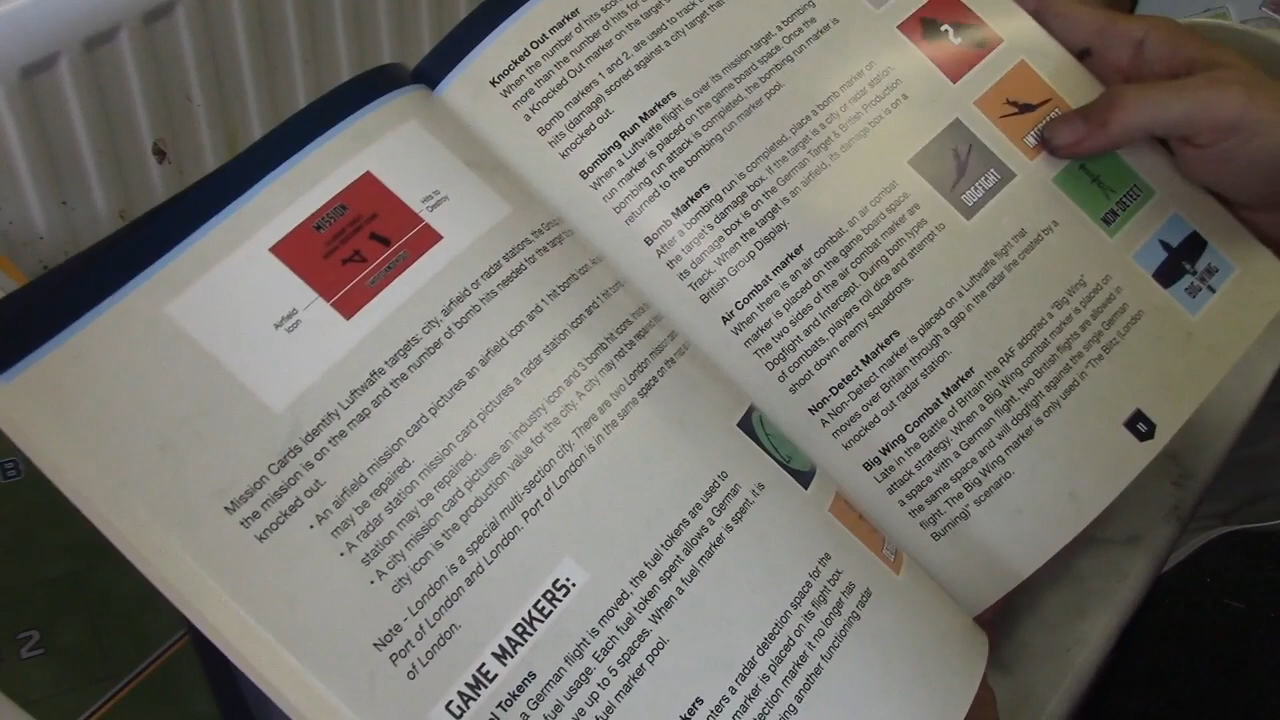 MISSION
Hits to
Destroy
Airfield
Icon
Mission Cards identify Luftwaffe targets; city, airfield or radar stations, the
the mission is on the map and the number of bomb hits needed for the
knocked out.
• An airfield mission card pictures an airfield icon and 1 hit bomb icon.
may be repaired.
• A radar station mission card pictures a radar station icon and 1 hit
station may be repaired.
• A city mission card pictures an industry icon and 3 bomb hit icons,
city icon is the production value for the city. A city may not be repaired
Note - London is a special multi-section city. There are two London mission
Port of London and London. Port of London is in the same space on the
of London.
GAME MARKERS:
Tokens
a German flight is moved, the fuel tokens are used to
fuel usage. Each fuel token spent allows a German
up to 5 spaces. When a fuel marker is spent, it is
fuel marker pool.
a radar detection space for the
marker is placed on its flight box.
marker it no longer has
another functioning radar
Knocked Out marker
When the number of hits
more than the number of hits for
a Knocked Out marker on the target
Bomb markers 1 and 2, are used to track
hits (damage) scored against a city target that
knocked out.
Bombing Run Markers
When a Luftwaffe flight is over its mission target, a bombing
run marker is placed on the game board space. Once the
bombing run attack is completed, the bombing run marker is
returned to the bombing run marker pool.
Bomb Markers
After a bombing run is completed, place a bomb marker on
the target's damage box. If the target is a city or radar station,
its damage box is on the German Target & British Production
Track. When the target is an airfield, its damage box is on a
British Group Display.
Air Combat marker
When there is an air combat, an air combat
marker is placed on the game board space.
The two sides of the air combat marker are
Dogfight and Intercept. During both types
of combats, players roll dice and attempt to
shoot down enemy squadrons.
Non-Detect Markers
A Non-Detect marker is placed on a Luftwaffe flight that
moves over Britain through a gap in the radar line created by a
knocked out radar station.
Big Wing Combat Marker
Late in the Battle of Britain the RAF adopted a "Big Wing"
attack strategy. When a Big Wing combat marker is placed on
a space with a German flight, two British flights are allowed in
the same space and will dogfight against the single German
flight. The Big Wing marker is only used in "The Blitz (London
Burning)" scenario.
2
DOGFIGHT
NON-DETECT
BIG WING
11